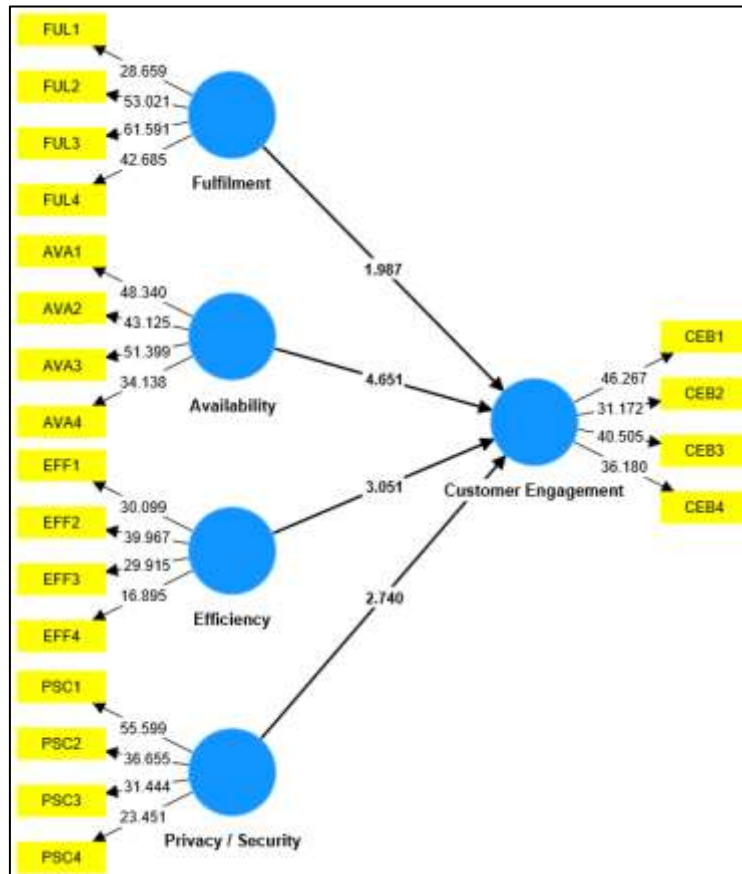 FUL1
28.659
FUL2
53.021
FUL3
61.591
42.685
FUL4
Fulfilment
1.987
AVA1
48.340
AVA2
43.125
AVA3
51.399
34.138
AVA4
Availability
4.651
EFF1
30.099
EFF2
39.967
EFF3
29.915
16.895
EFF4
Efficiency
3.051
PSC1
55.599
PSC2
36.655
PSC3
31.444
23.451
PSC4
Privacy / Security
2.740
Customer Engagement
CEB1
46.267
CEB2
31.172
40.505
CEB3
36.180
CEB4